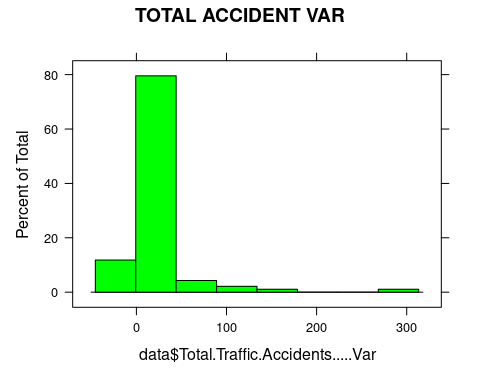 TOTAL ACCIDENT VAR
Percent of Total
80
60
40
20
0
0 100 200 300
data$Total.Traffic.Accidents.....Var